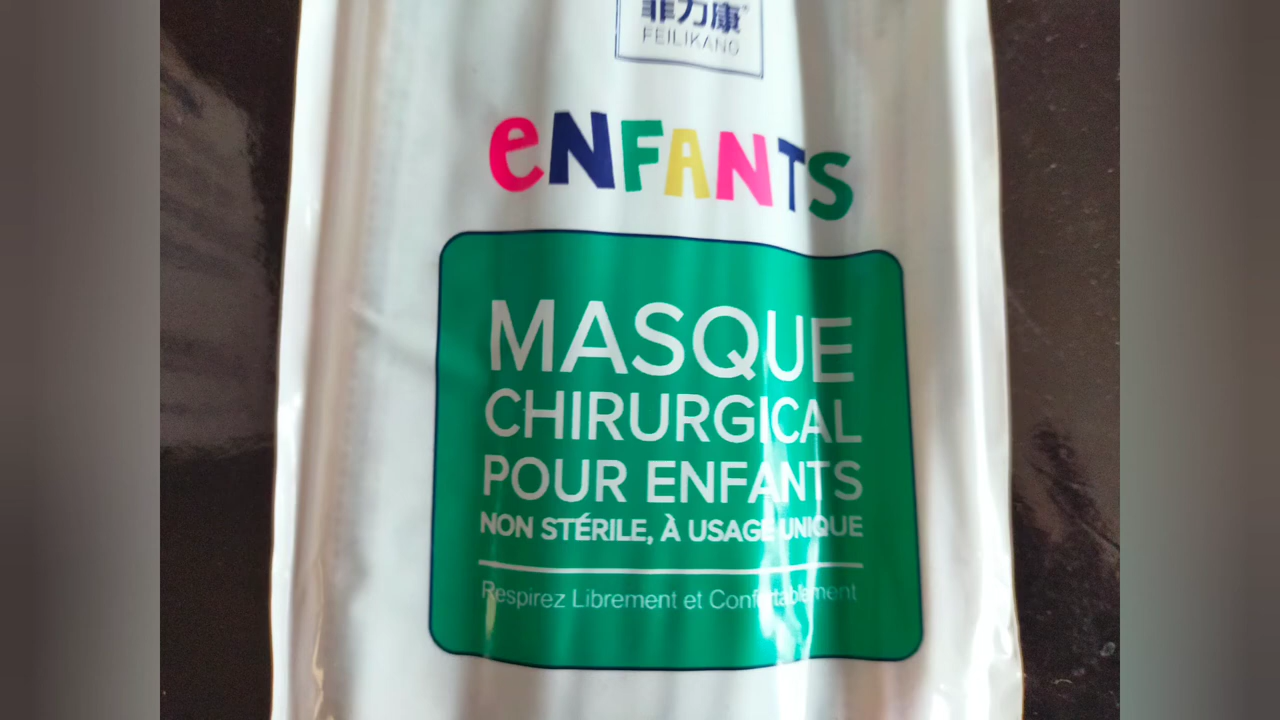 菲力康®
FEILIKANG
eNFANTS
MASQUE
CHIRURGICAL
POUR ENFANTS
NON STÉRILE, À USAGE UNIQUE
Respirez Librement et Confortablement